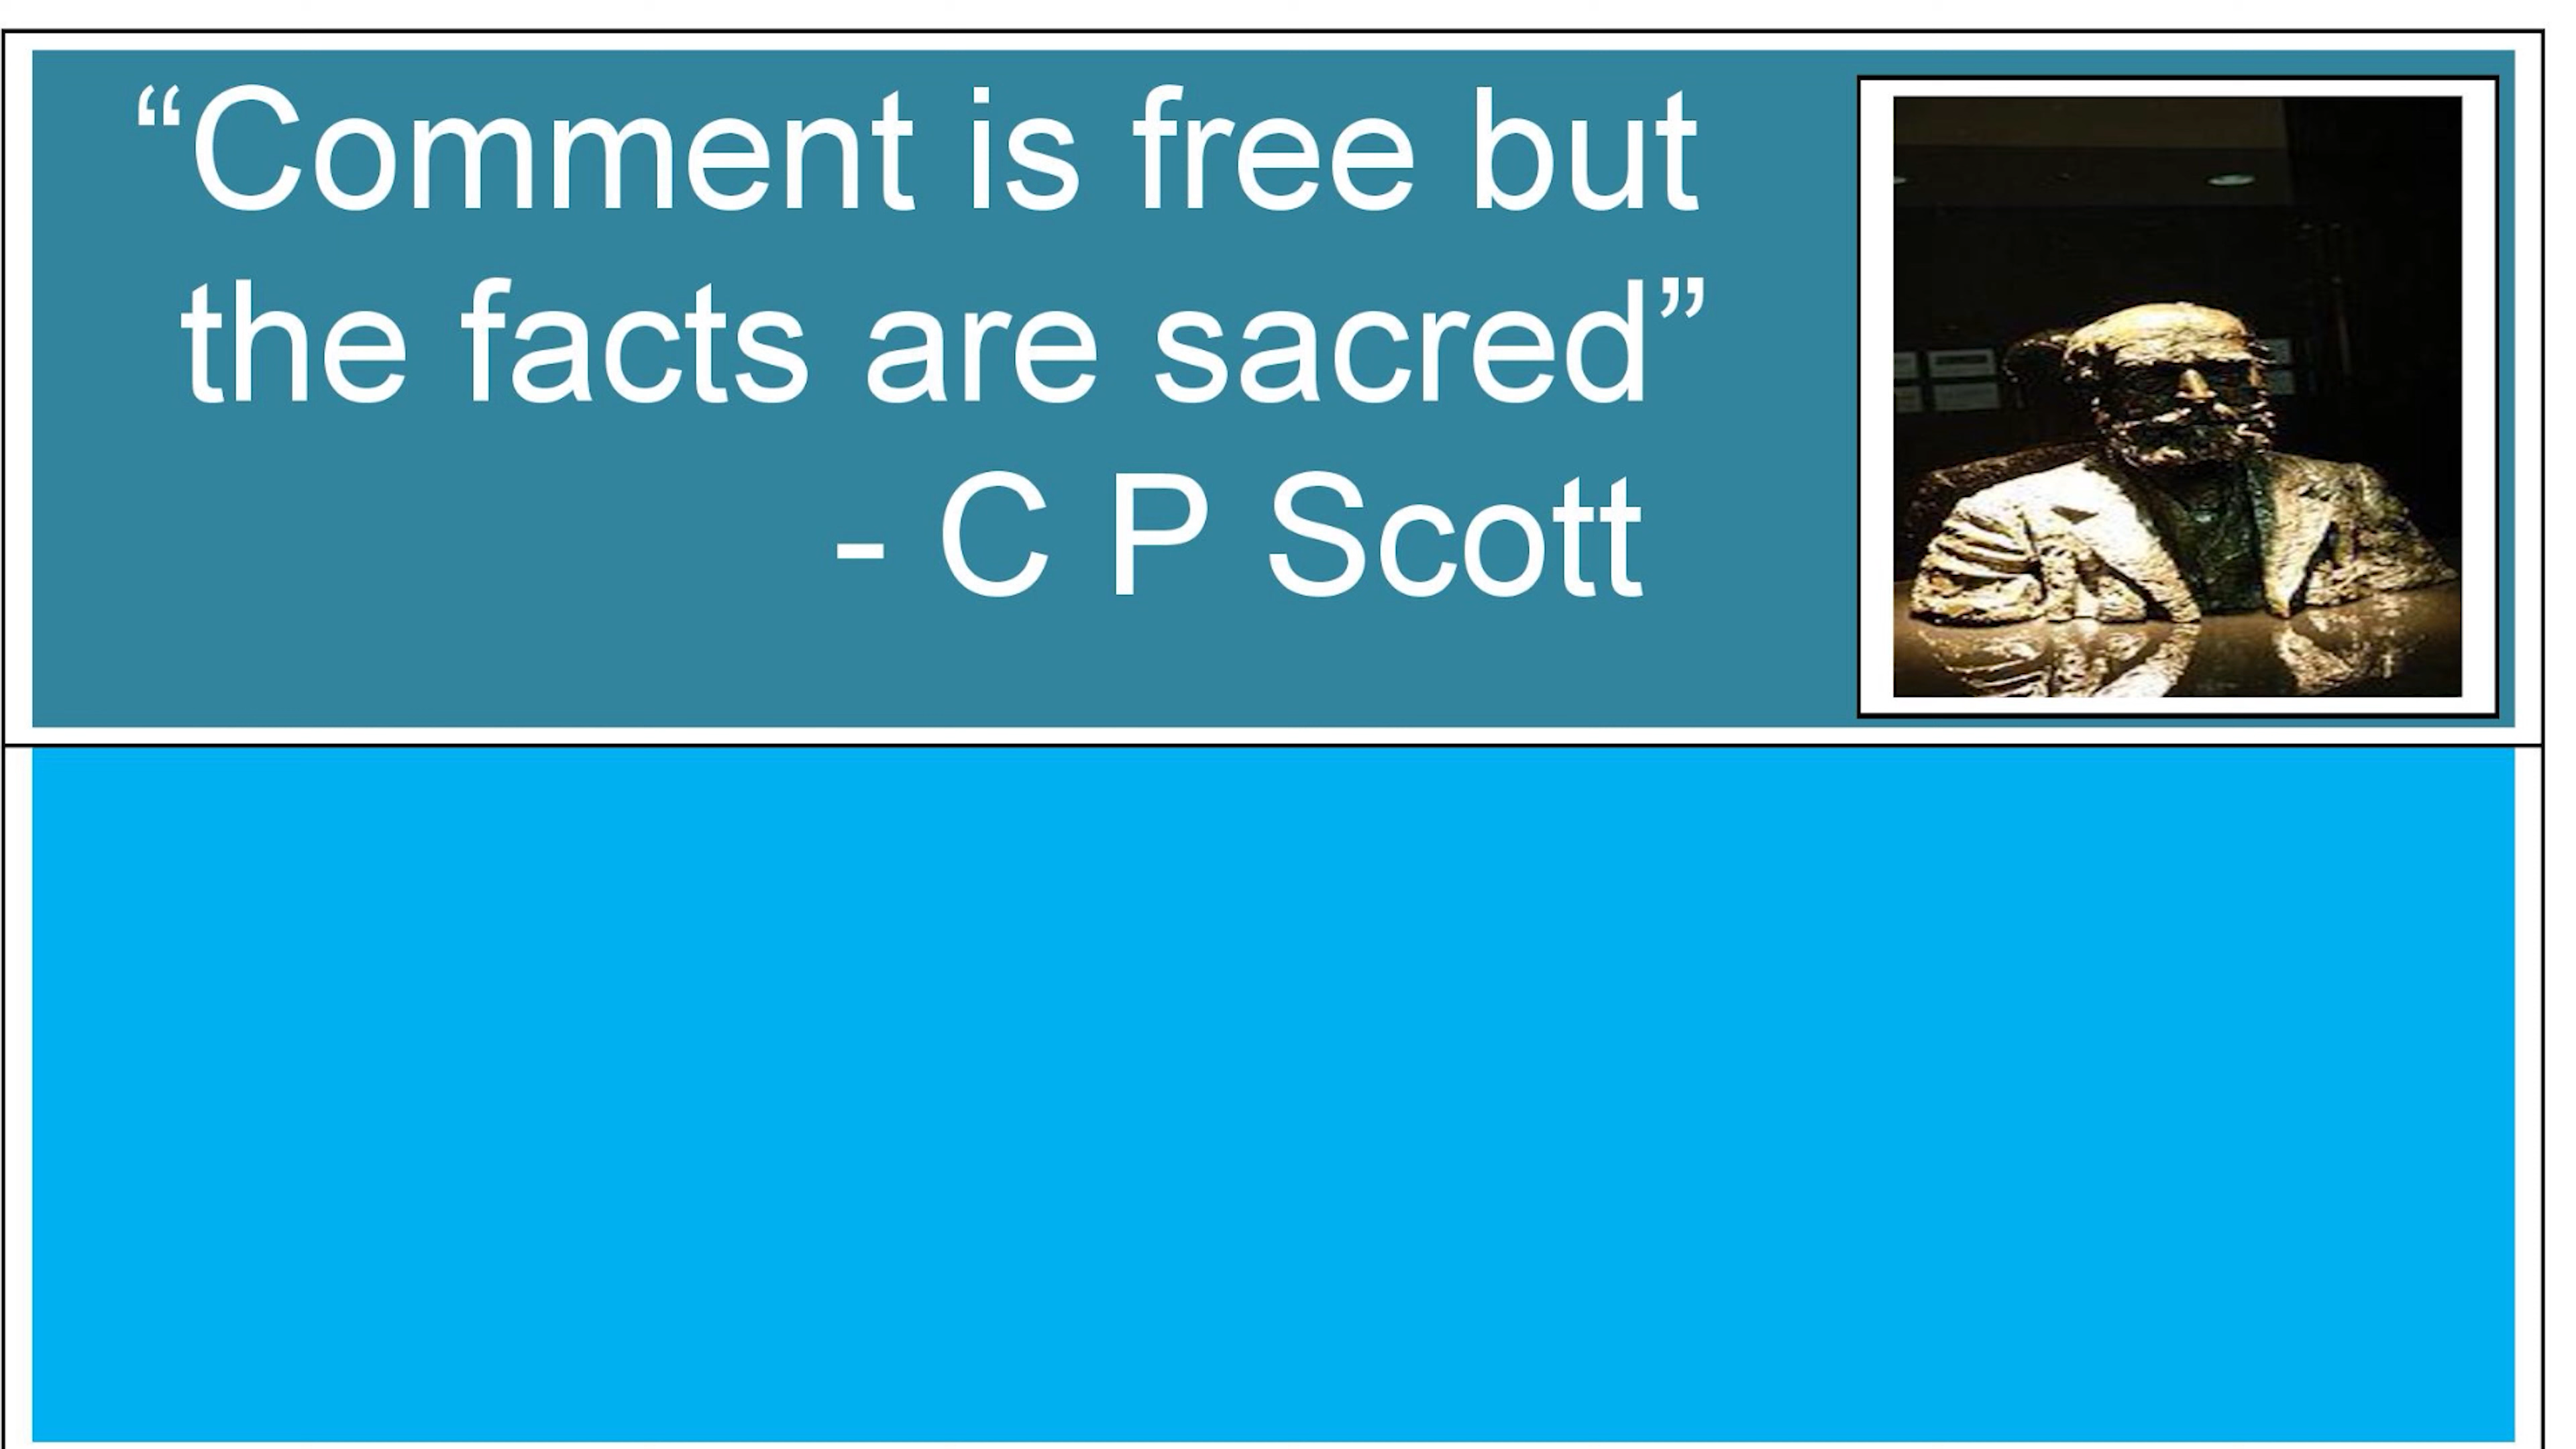 “Comment is free but
the facts are sacred”
- C P Scott